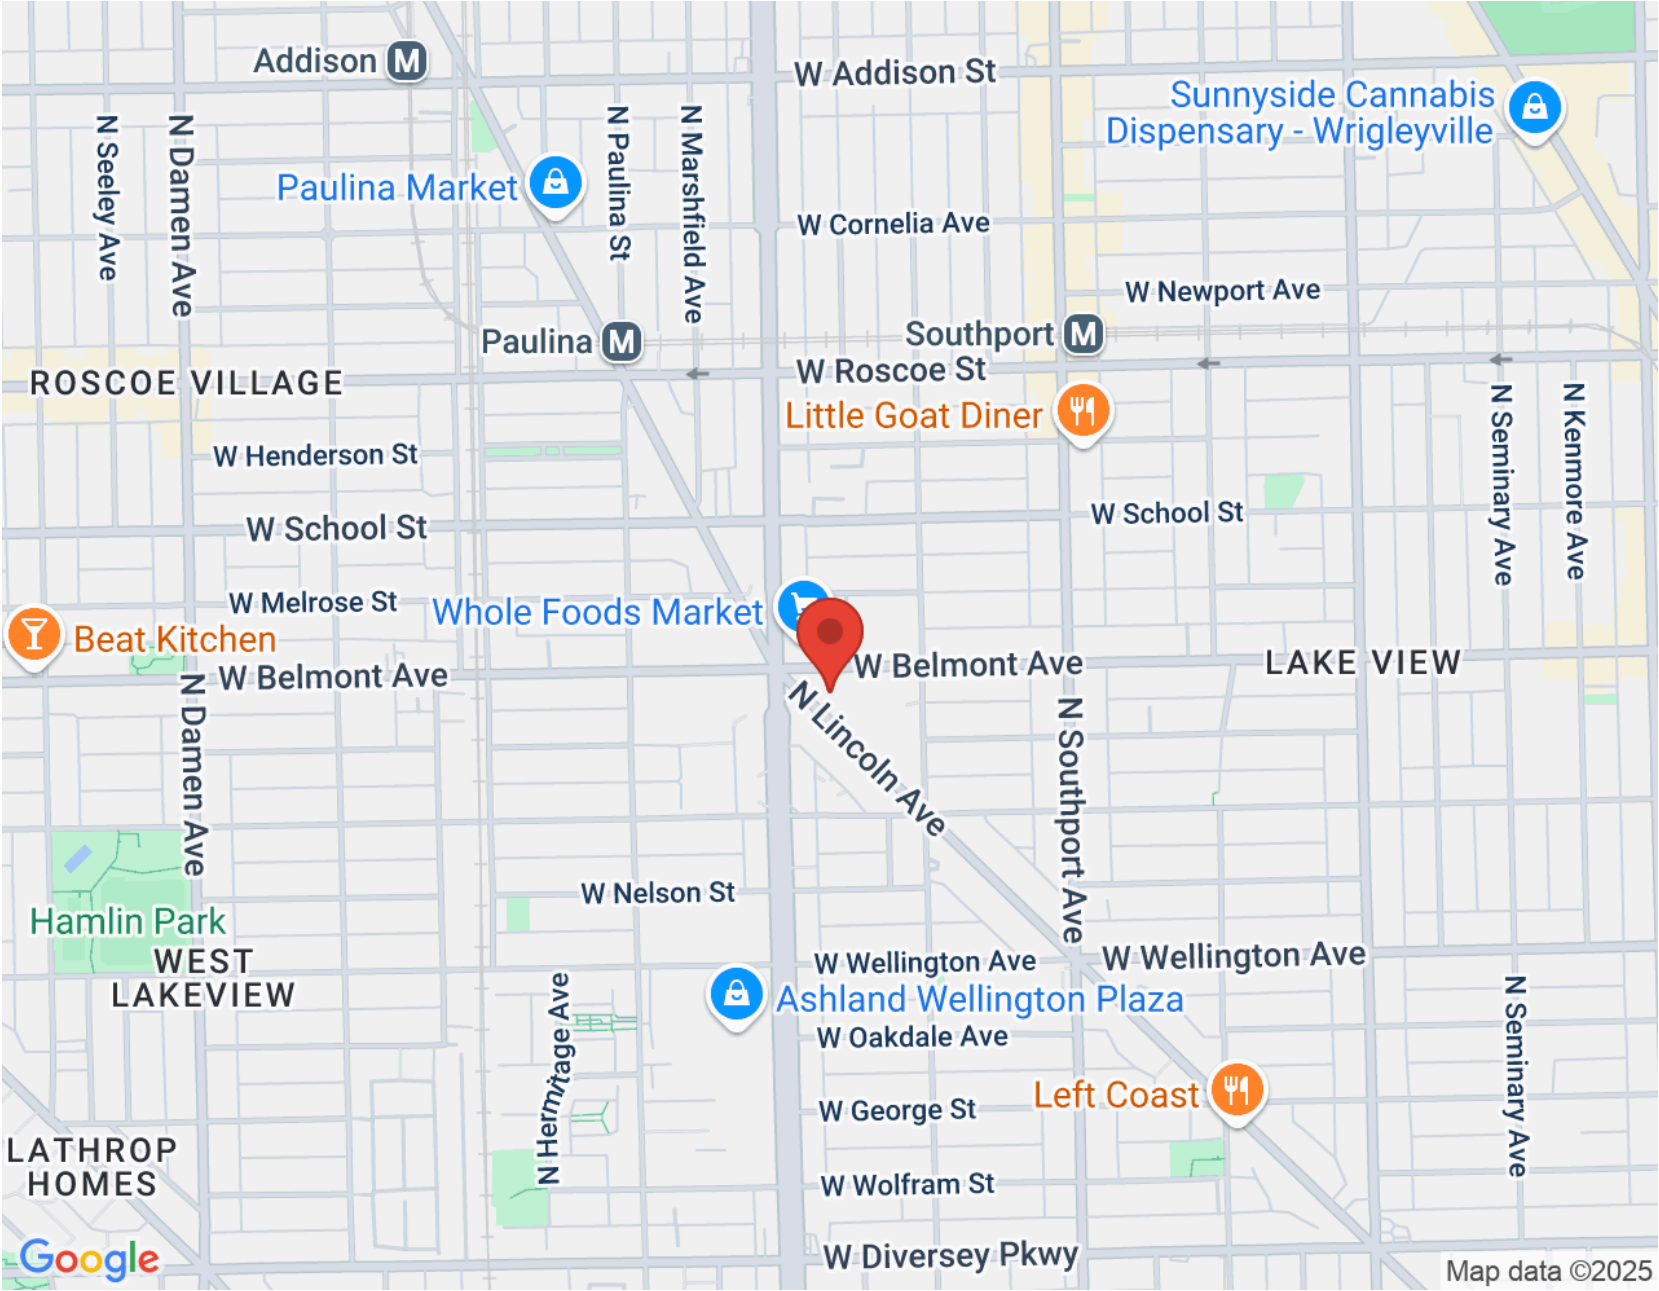 Addison
W Addison St
Sunnyside Cannabis
Dispensary - Wrigleyville
N Seeley Ave
N Damen Ave
N Paulina St
N Marshfield Ave
Paulina Market
W Cornelia Ave
W Newport Ave
Paulina
Southport
W Roscoe St
ROSCOE VILLAGE
Little Goat Diner
N Seminary Ave
N Kenmore Ave
W Henderson St
W School St
W School St
W Melrose St
Whole Foods Market
Beat Kitchen
W Belmont Ave
W Belmont Ave
LAKE VIEW
N Damen Ave
N Lincoln Ave
N Southport Ave
W Nelson St
Hamlin Park
WEST
LAKEVIEW
W Wellington Ave
W Wellington Ave
Ashland Wellington Plaza
N Hermitage Ave
W Oakdale Ave
N Seminary Ave
Left Coast
W George St
LATHROP
HOMES
W Wolfram St
W Diversey Pkwy
Google
Map data ©2025